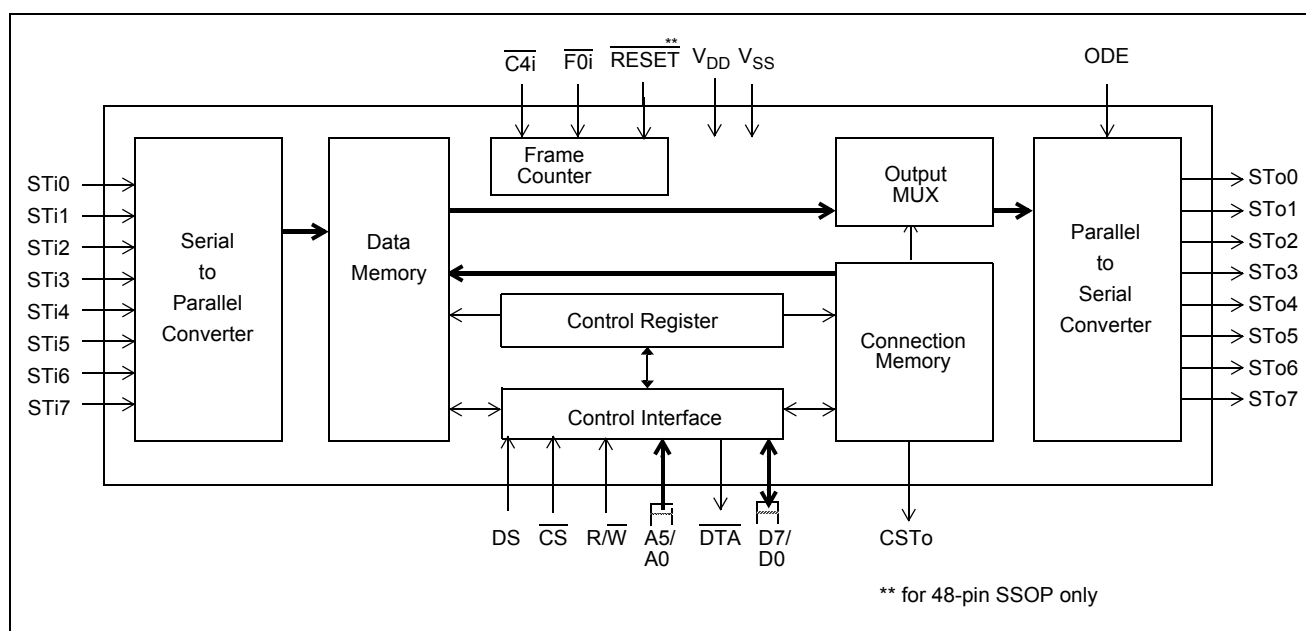 **
C4i F0i RESET VDD VSS ODE
Frame
Counter
Output
MUX
STi0
STi1
STi2
STi3
STi4
STi5
STi6
STi7
Serial
to
Parallel
Converter
Data
Memory
Control Register
Control Interface
Connection
Memory
Parallel
to
Serial
Converter
STo0
STo1
STo2
STo3
STo4
STo5
STo6
STo7
DS CS R/W A5/
A0
DTA D7/
D0
CSTo
** for 48-pin SSOP only